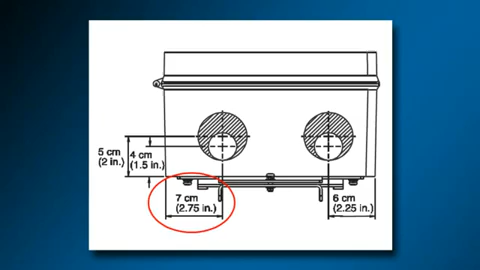 5 cm
(2 in.)
4 cm
(1.5 in.)
7 cm
(2.75 in.)
6 cm
(2.25 in.)